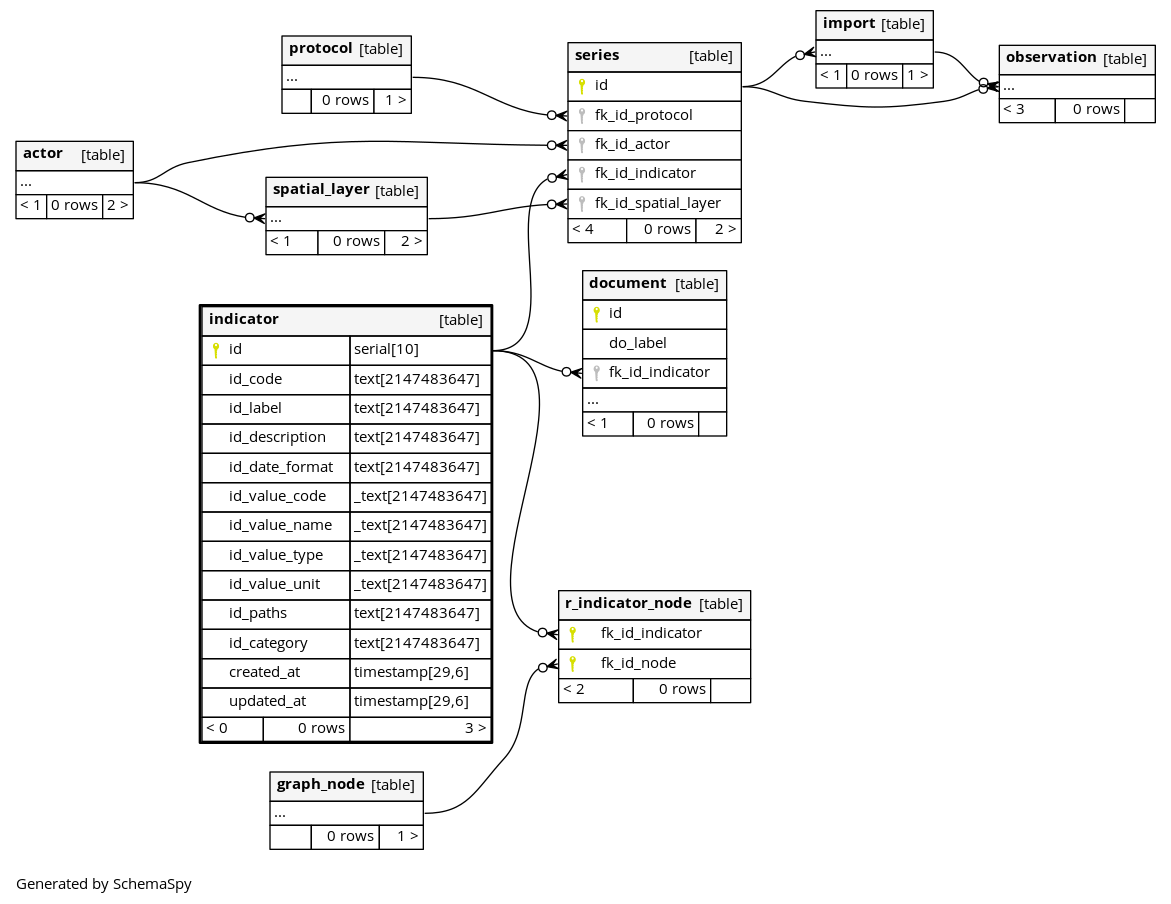 protocol [table]
...
0 rows 1 >
series [table]
id
fk_id_protocol
fk_id_actor
fk_id_indicator
fk_id_spatial_layer
< 4 0 rows 2 >
import [table]
...
< 1 0 rows 1 >
observation [table]
...
< 3 0 rows
actor [table]
...
< 1 0 rows 2 >
spatial_layer [table]
...
< 1 0 rows 2 >
document [table]
id
do_label
fk_id_indicator
...
< 1 0 rows
indicator [table]
id serial[10]
id_code text[2147483647]
id_label text[2147483647]
id_description text[2147483647]
id_date_format text[2147483647]
id_value_code _text[2147483647]
id_value_name _text[2147483647]
id_value_type _text[2147483647]
id_value_unit _text[2147483647]
id_paths text[2147483647]
id_category text[2147483647]
created_at timestamp[29,6]
updated_at timestamp[29,6]
< 0 0 rows 3 >
r_indicator_node [table]
fk_id_indicator
fk_id_node
< 2 0 rows
graph_node [table]
...
0 rows 1 >
Generated by SchemaSpy